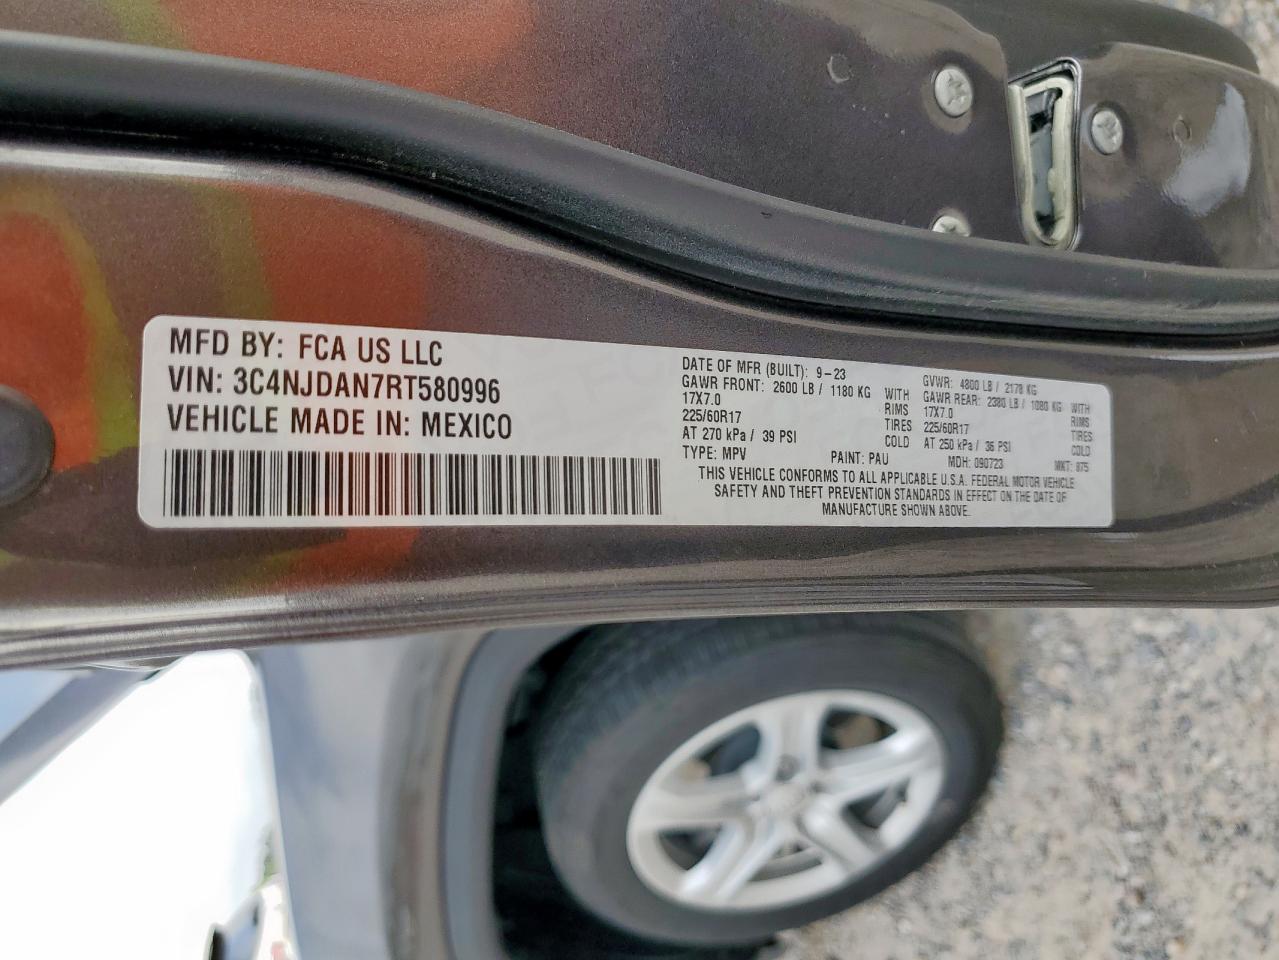 MFD BY: FCA US LLC
VIN: 3C4NJDAN7RT580996
VEHICLE MADE IN: MEXICO
DATE OF MFR (BUILT): 9-23 GVWR: 4800 LB / 2178 KG
GAWR FRONT: 2600 LB / 1180 KG WITH GAWR REAR: 2380 LB / 1080 KG WITH
17X7.0 RIMS 17X7.0 RIMS
225/60R17 TIRES 225/60R17 TIRES
AT 270 kPa / 39 PSI COLD AT 250 kPa / 36 PSI COLD
TYPE: MPV PAINT: PAU MDH: 090723 MKT: 875
THIS VEHICLE CONFORMS TO ALL APPLICABLE U.S.A. FEDERAL MOTOR VEHICLE
SAFETY AND THEFT PREVENTION STANDARDS IN EFFECT ON THE DATE OF
MANUFACTURE SHOWN ABOVE.